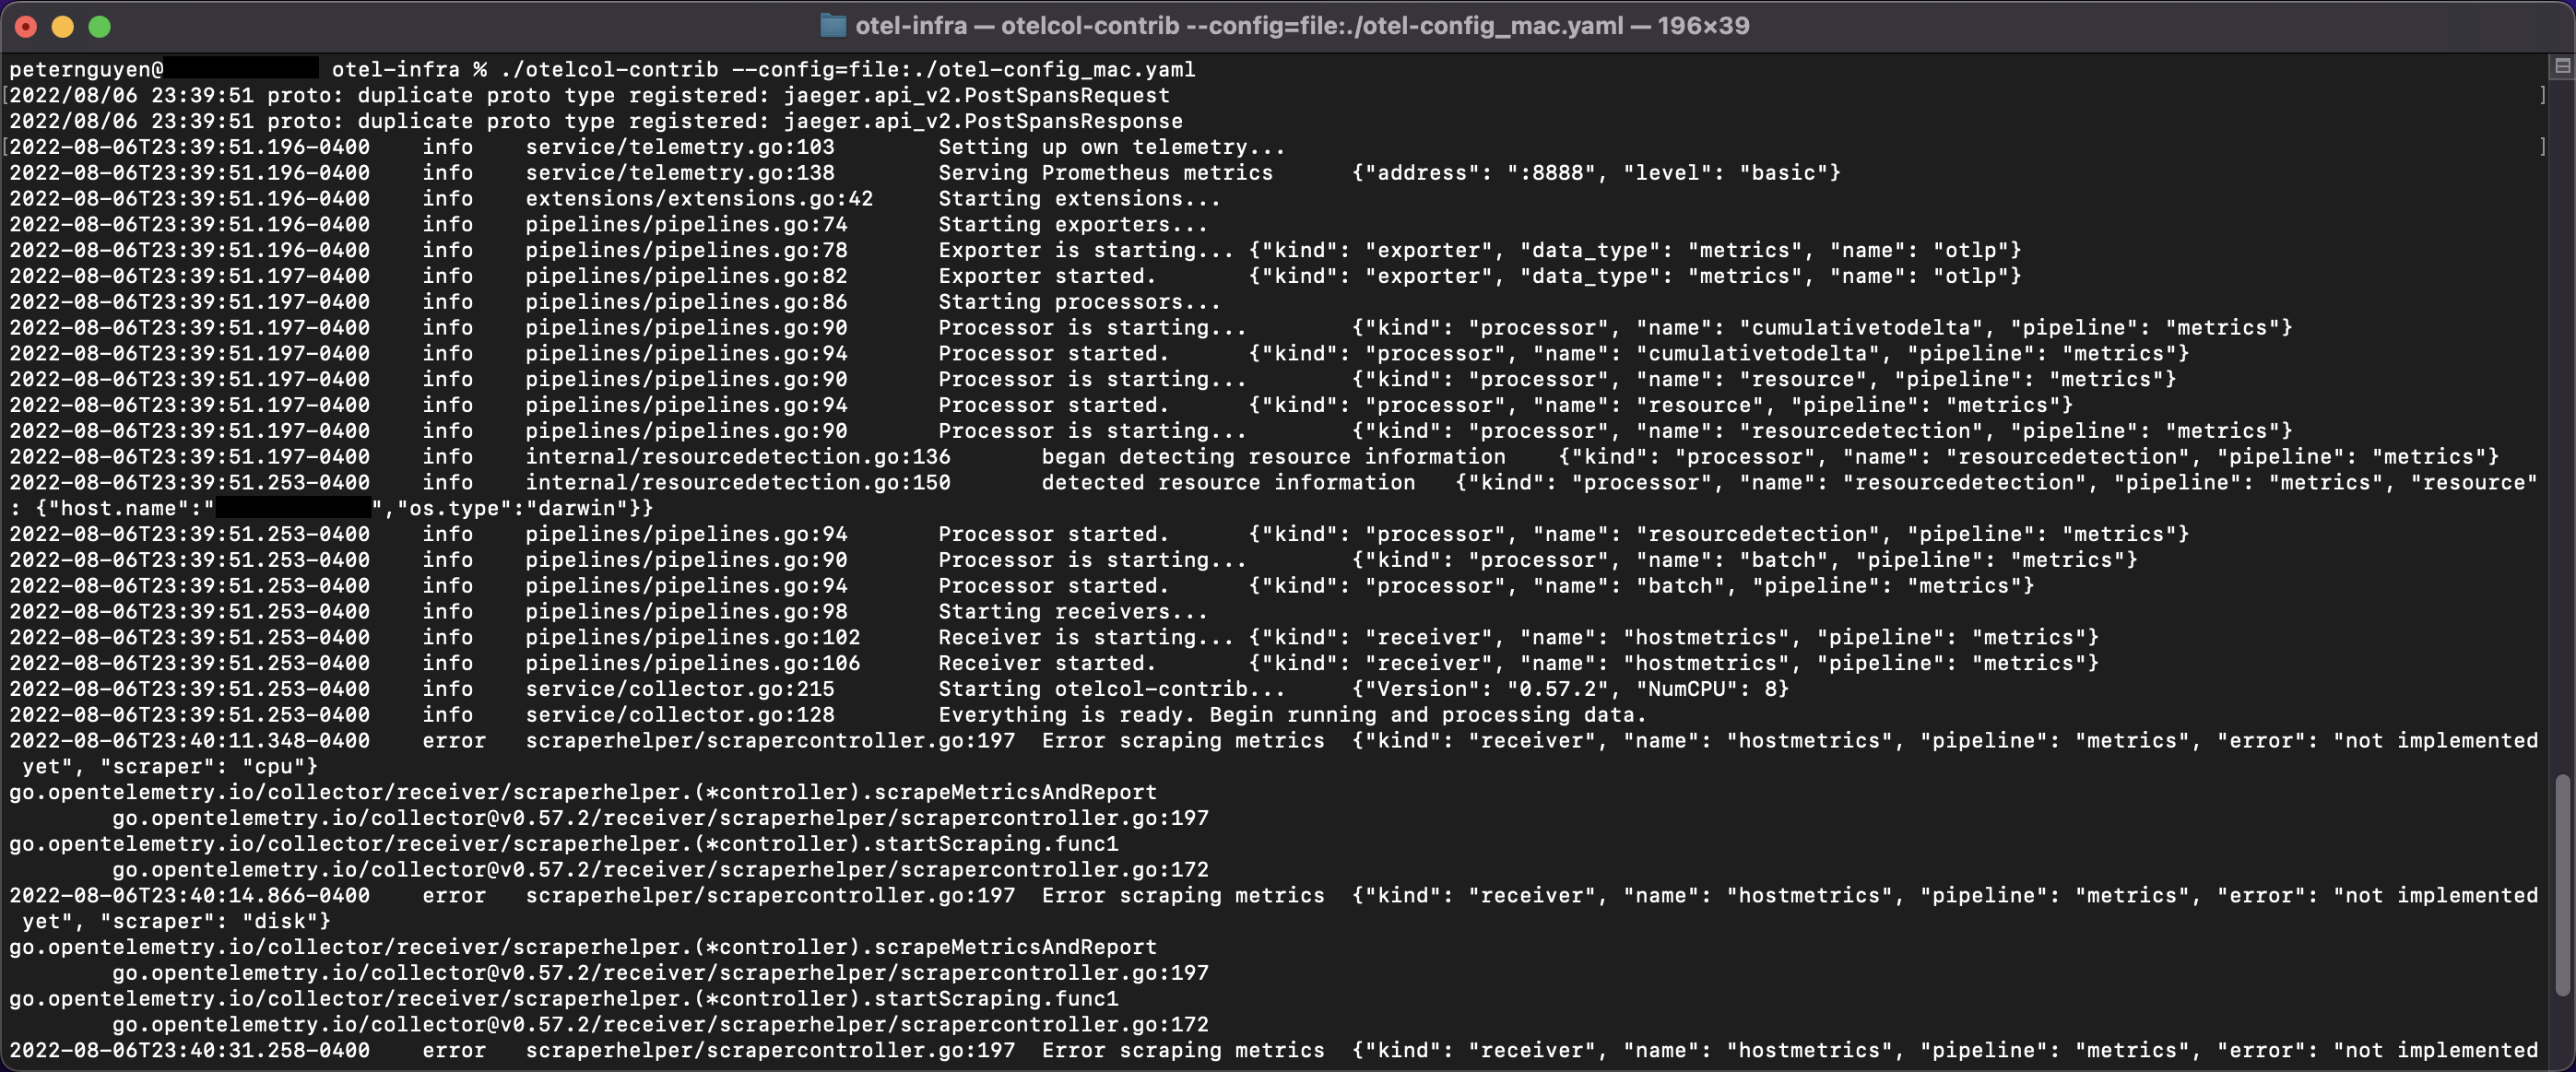 otel-infra — otelcol-contrib --config=file:./otel-config_mac.yaml — 196×39
peternguyen@ otel-infra % ./otelcol-contrib --config=file:./otel-config_mac.yaml
[2022/08/06 23:39:51 proto: duplicate proto type registered: jaeger.api_v2.PostSpansRequest ]
2022/08/06 23:39:51 proto: duplicate proto type registered: jaeger.api_v2.PostSpansResponse
[2022-08-06T23:39:51.196-0400 info service/telemetry.go:103 Setting up own telemetry... ]
2022-08-06T23:39:51.196-0400 info service/telemetry.go:138 Serving Prometheus metrics {"address": ":8888", "level": "basic"}
2022-08-06T23:39:51.196-0400 info extensions/extensions.go:42 Starting extensions...
2022-08-06T23:39:51.196-0400 info pipelines/pipelines.go:74 Starting exporters...
2022-08-06T23:39:51.196-0400 info pipelines/pipelines.go:78 Exporter is starting... {"kind": "exporter", "data_type": "metrics", "name": "otlp"}
2022-08-06T23:39:51.197-0400 info pipelines/pipelines.go:82 Exporter started. {"kind": "exporter", "data_type": "metrics", "name": "otlp"}
2022-08-06T23:39:51.197-0400 info pipelines/pipelines.go:86 Starting processors...
2022-08-06T23:39:51.197-0400 info pipelines/pipelines.go:90 Processor is starting... {"kind": "processor", "name": "cumulativetodelta", "pipeline": "metrics"}
2022-08-06T23:39:51.197-0400 info pipelines/pipelines.go:94 Processor started. {"kind": "processor", "name": "cumulativetodelta", "pipeline": "metrics"}
2022-08-06T23:39:51.197-0400 info pipelines/pipelines.go:90 Processor is starting... {"kind": "processor", "name": "resource", "pipeline": "metrics"}
2022-08-06T23:39:51.197-0400 info pipelines/pipelines.go:94 Processor started. {"kind": "processor", "name": "resource", "pipeline": "metrics"}
2022-08-06T23:39:51.197-0400 info pipelines/pipelines.go:90 Processor is starting... {"kind": "processor", "name": "resourcedetection", "pipeline": "metrics"}
2022-08-06T23:39:51.197-0400 info internal/resourcedetection.go:136 began detecting resource information {"kind": "processor", "name": "resourcedetection", "pipeline": "metrics"}
2022-08-06T23:39:51.253-0400 info internal/resourcedetection.go:150 detected resource information {"kind": "processor", "name": "resourcedetection", "pipeline": "metrics", "resource"
: {"host.name":"","os.type":"darwin"}}
2022-08-06T23:39:51.253-0400 info pipelines/pipelines.go:94 Processor started. {"kind": "processor", "name": "resourcedetection", "pipeline": "metrics"}
2022-08-06T23:39:51.253-0400 info pipelines/pipelines.go:90 Processor is starting... {"kind": "processor", "name": "batch", "pipeline": "metrics"}
2022-08-06T23:39:51.253-0400 info pipelines/pipelines.go:94 Processor started. {"kind": "processor", "name": "batch", "pipeline": "metrics"}
2022-08-06T23:39:51.253-0400 info pipelines/pipelines.go:98 Starting receivers...
2022-08-06T23:39:51.253-0400 info pipelines/pipelines.go:102 Receiver is starting... {"kind": "receiver", "name": "hostmetrics", "pipeline": "metrics"}
2022-08-06T23:39:51.253-0400 info pipelines/pipelines.go:106 Receiver started. {"kind": "receiver", "name": "hostmetrics", "pipeline": "metrics"}
2022-08-06T23:39:51.253-0400 info service/collector.go:215 Starting otelcol-contrib... {"Version": "0.57.2", "NumCPU": 8}
2022-08-06T23:39:51.253-0400 info service/collector.go:128 Everything is ready. Begin running and processing data.
2022-08-06T23:40:11.348-0400 error scraperhelper/scrapercontroller.go:197 Error scraping metrics {"kind": "receiver", "name": "hostmetrics", "pipeline": "metrics", "error": "not implemented
yet", "scraper": "cpu"}
go.opentelemetry.io/collector/receiver/scraperhelper.(*controller).scrapeMetricsAndReport
go.opentelemetry.io/collector@v0.57.2/receiver/scraperhelper/scrapercontroller.go:197
go.opentelemetry.io/collector/receiver/scraperhelper.(*controller).startScraping.func1
go.opentelemetry.io/collector@v0.57.2/receiver/scraperhelper/scrapercontroller.go:172
2022-08-06T23:40:14.866-0400 error scraperhelper/scrapercontroller.go:197 Error scraping metrics {"kind": "receiver", "name": "hostmetrics", "pipeline": "metrics", "error": "not implemented
yet", "scraper": "disk"}
go.opentelemetry.io/collector/receiver/scraperhelper.(*controller).scrapeMetricsAndReport
go.opentelemetry.io/collector@v0.57.2/receiver/scraperhelper/scrapercontroller.go:197
go.opentelemetry.io/collector/receiver/scraperhelper.(*controller).startScraping.func1
go.opentelemetry.io/collector@v0.57.2/receiver/scraperhelper/scrapercontroller.go:172
2022-08-06T23:40:31.258-0400 error scraperhelper/scrapercontroller.go:197 Error scraping metrics {"kind": "receiver", "name": "hostmetrics", "pipeline": "metrics", "error": "not implemented